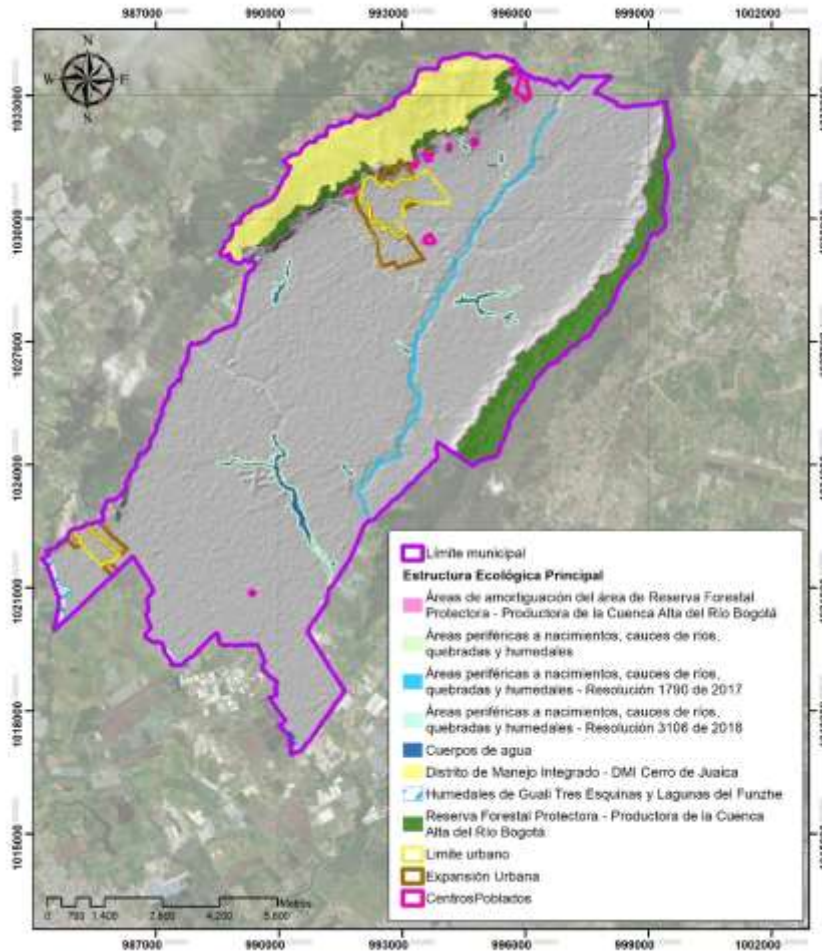 987000 990000 993000 996000 999000 1002000
N
W E
S
1033000
1030000
1027000
1024000
1021000
1018000
1015000
Límite municipal
Estructura Ecológica Principal
Áreas de amortiguación del área de Reserva Forestal
Protectora - Productora de la Cuenca Alta del Río Bogotá
Áreas periféricas a nacimientos, cauces de ríos,
quebradas y humedales
Áreas periféricas a nacimientos, cauces de ríos,
quebradas y humedales - Resolución 1790 de 2017
Áreas periféricas a nacimientos, cauces de ríos,
quebradas y humedales - Resolución 3106 de 2018
Cuerpos de agua
Distrito de Manejo Integrado - DMI Cerro de Juaica
Humedales de Gualí Tres Esquinas y Lagunas del Funzhe
Reserva Forestal Protectora - Productora de la Cuenca
Alta del Río Bogotá
Límite urbano
Expansión Urbana
CentrosPoblados
Metros
0 700 1,400 2,800 4,200 5,600
987000 990000 993000 996000 999000 1002000